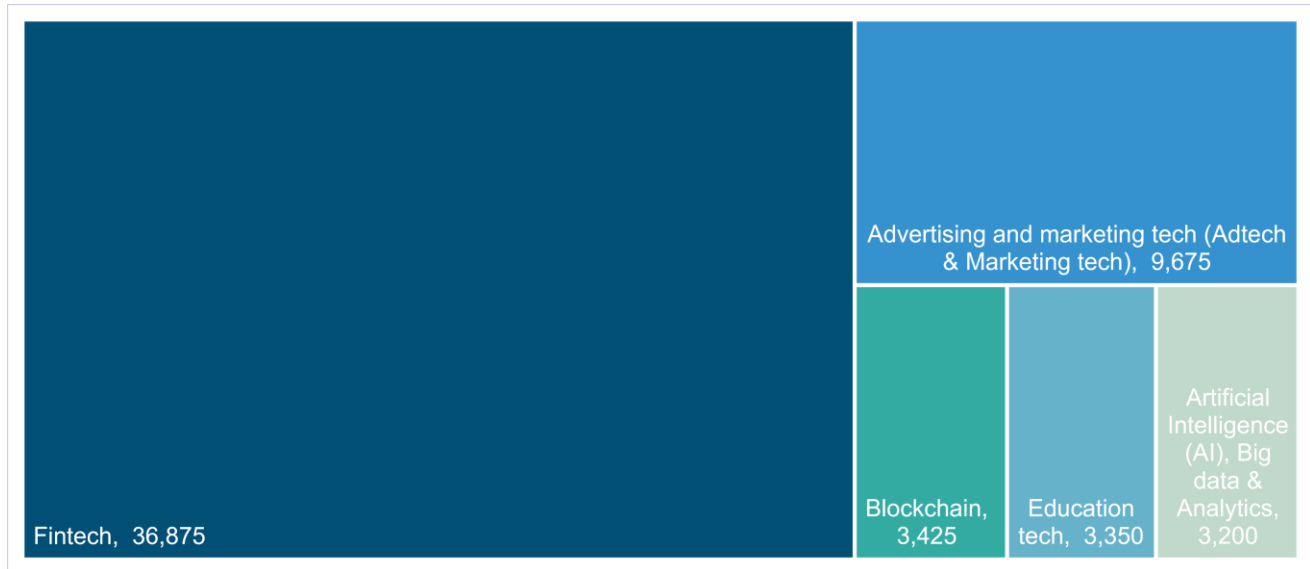 Advertising and marketing tech (Adtech
& Marketing tech),  9,675
Fintech,  36,875
Blockchain,
3,425
Education
tech,  3,350
Artificial
Intelligence
(AI), Big
data &
Analytics,
3,200